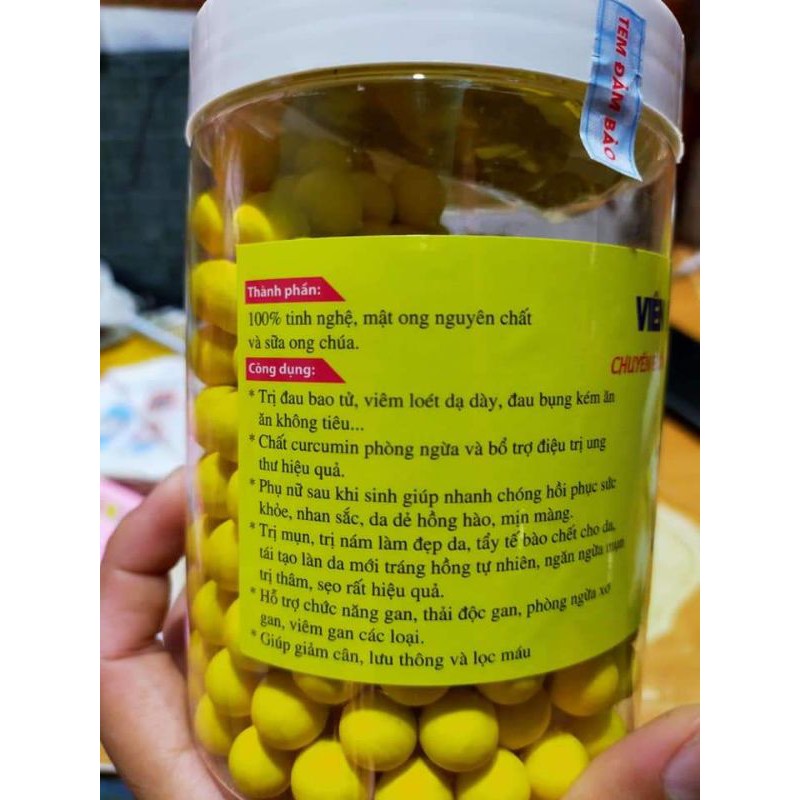 TEM ĐẢM BẢO
VIÊN
CHUYÊN
Thành phần:
100% tinh nghệ, mật ong nguyên chất
và sữa ong chúa.
Công dụng:
* Trị đau bao tử, viêm loét dạ dày, đau bụng kém ăn
ăn không tiêu...
* Chất curcumin phòng ngừa và bổ trợ điệu trị ung
thư hiệu quả.
* Phụ nữ sau khi sinh giúp nhanh chóng hồi phục sức
khỏe, nhan sắc, da dẻ hồng hào, mịn màng.
* Trị mụn, trị nám làm đẹp da, tẩy tế bào chết cho da,
tái tạo làn da mới tráng hồng tự nhiên, ngăn ngừa mụn
trị thâm, sẹo rất hiệu quả.
* Hỗ trợ chức năng gan, thải độc gan, phòng ngừa xơ
gan, viêm gan các loại.
* Giúp giảm cân, lưu thông và lọc máu